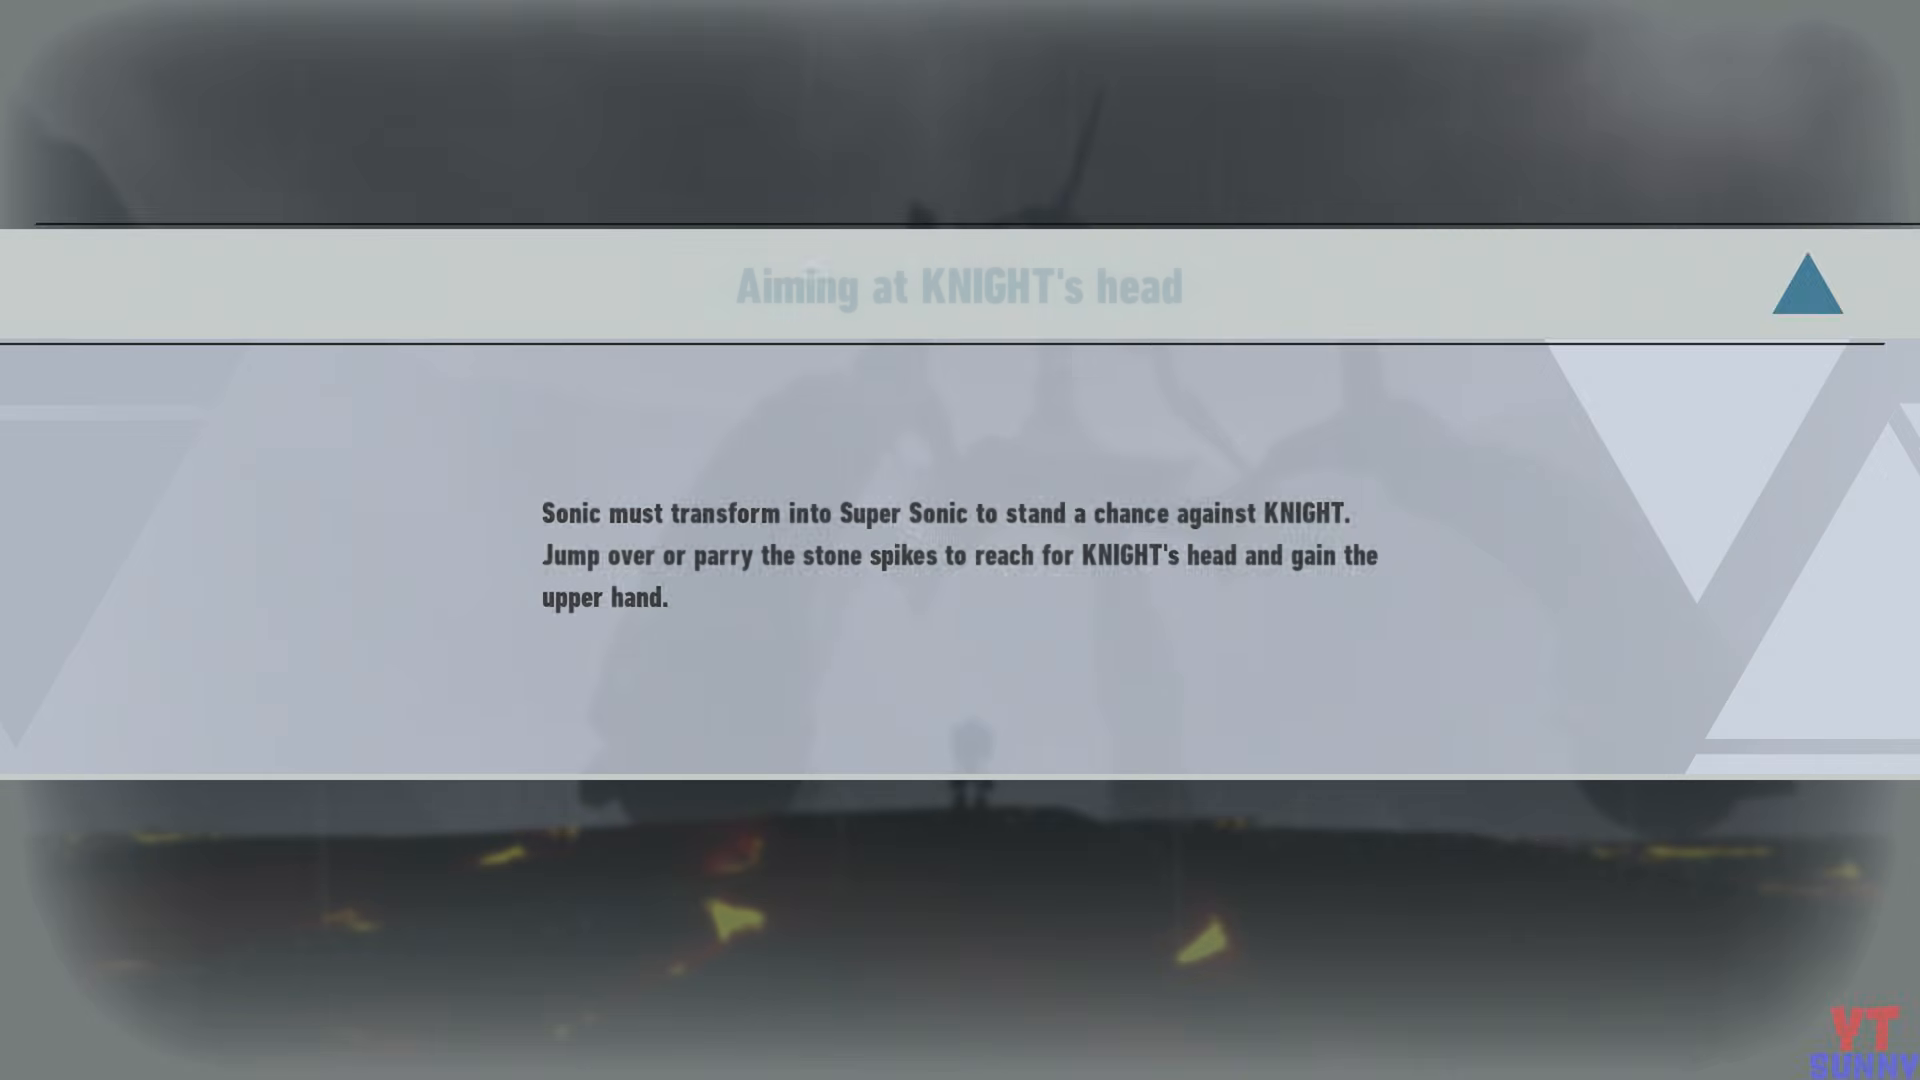 Aiming at KNIGHT's head
Sonic must transform into Super Sonic to stand a chance against KNIGHT.
Jump over or parry the stone spikes to reach for KNIGHT's head and gain the
upper hand.
YT
SUNNY